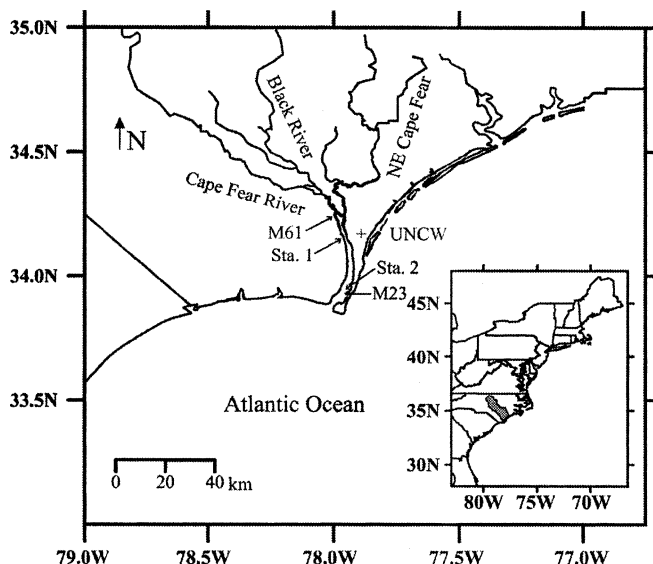 35.0N
34.5N
34.0N
33.5N
N
Black River
NE Cape Fear
Cape Fear River
M61
UNCW
Sta. 1
Sta. 2
M23
Atlantic Ocean
0 20 40 km
79.0W 78.5W 78.0W 77.5W 77.0W
45N
40N
35N
30N
80W 75W 70W